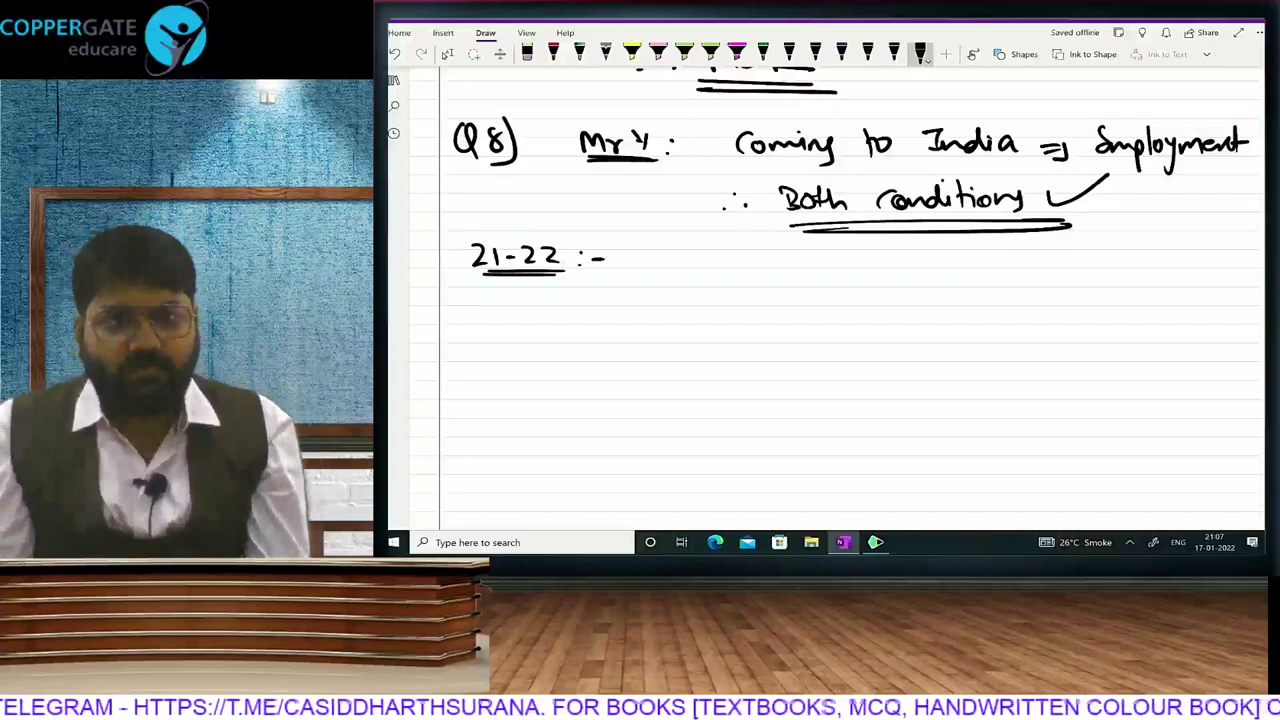 COPPERGATE
educare
Home Insert Draw View Help
Saved offline
Share
Shapes
Ink to Shape
Ink to Text
Q8] Mr Y : Coming to India ⇒ Employment
∴ Both conditions ✓
21-22 :-
Type here to search
26°C Smoke
ENG
21:07
17-01-2022
TELEGRAM - HTTPS://T.ME/CASIDDHARTHSURANA. FOR BOOKS [TEXTBOOKS, MCQ, HANDWRITTEN COLOUR BOOK] C